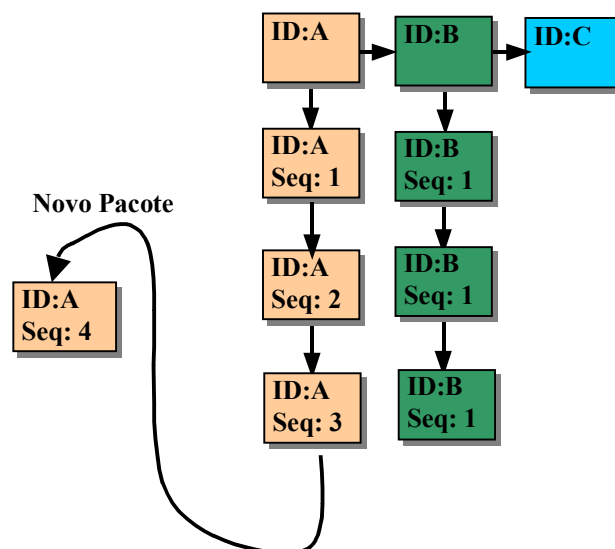 ID:A
ID:B
ID:C
ID:A
Seq: 1
ID:B
Seq: 1
Novo Pacote
ID:A
Seq: 2
ID:B
Seq: 1
ID:A
Seq: 4
ID:A
Seq: 3
ID:B
Seq: 1